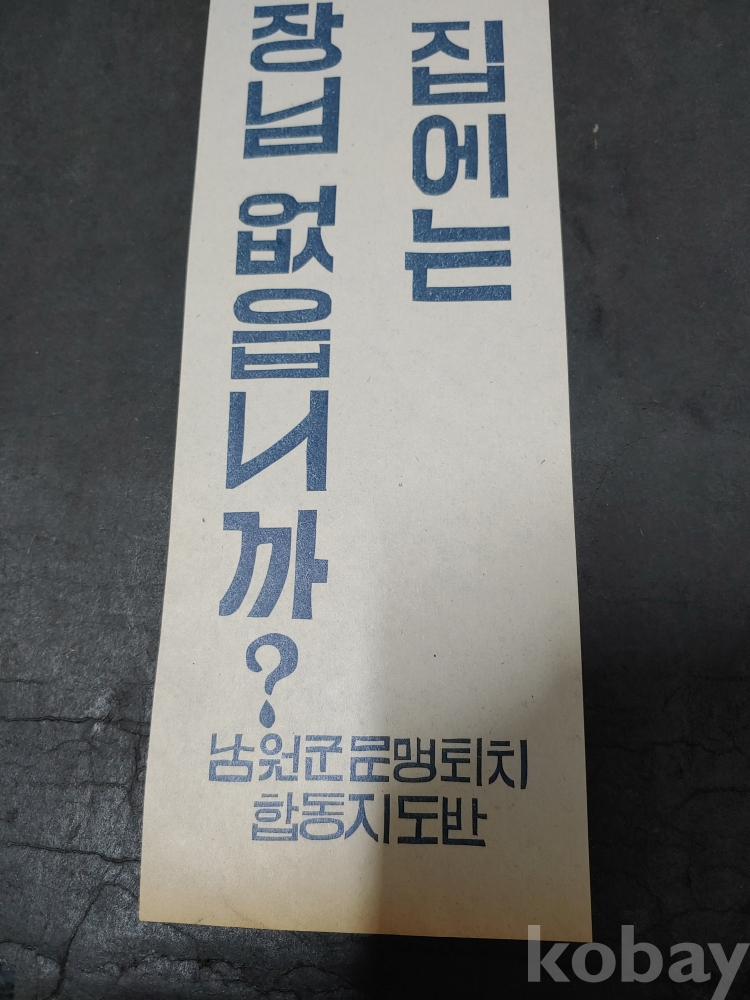 집에는
장님 없읍니까?
남원군문맹퇴치
합동지도반
kobay